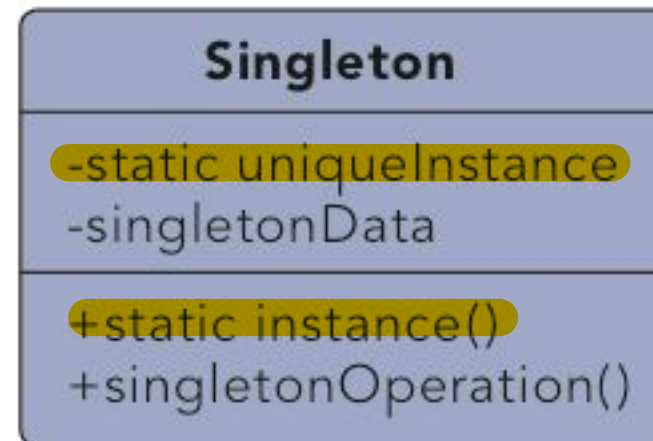 Singleton
-static uniqueInstance
-singletonData
+static instance()
+singletonOperation()